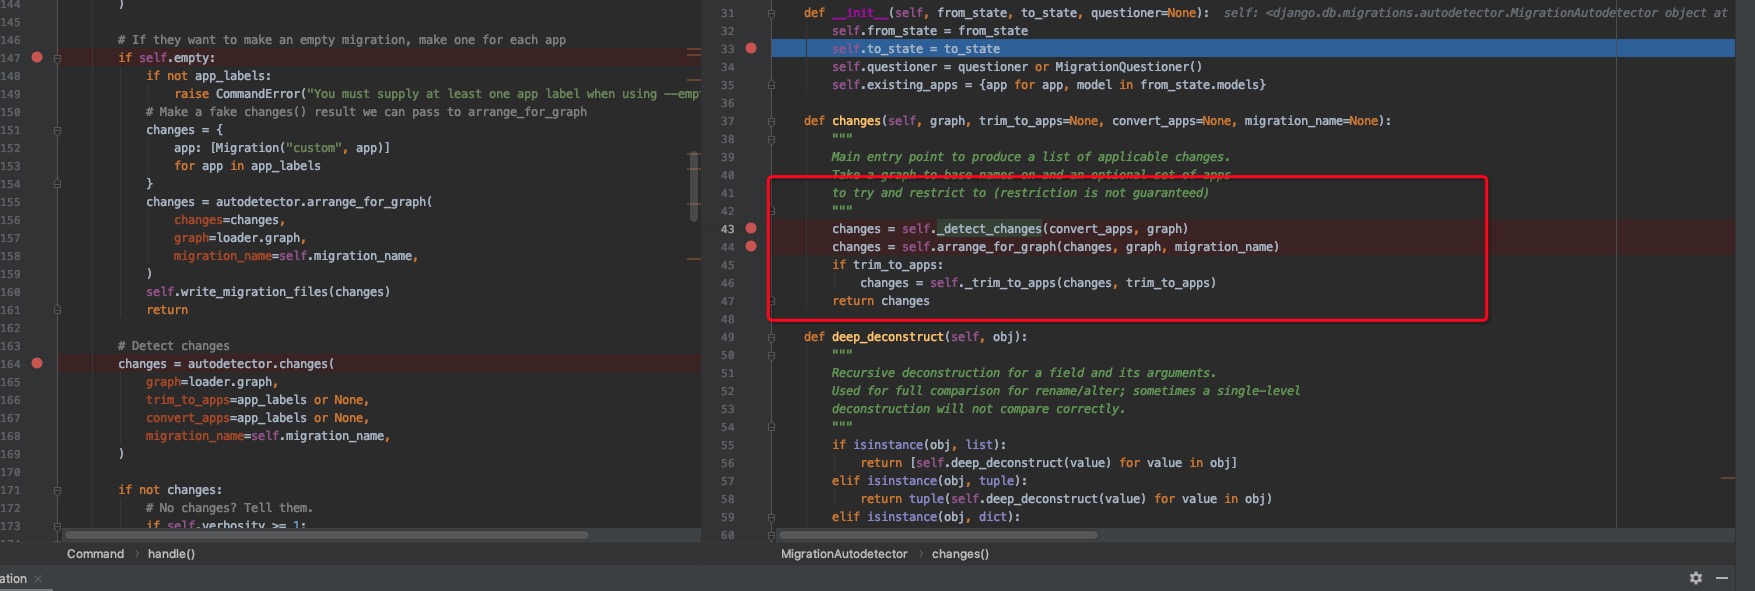 144 )
145
146 # If they want to make an empty migration, make one for each app
147 if self.empty:
148 if not app_labels:
149 raise CommandError("You must supply at least one app label when using --emp
150 # Make a fake changes() result we can pass to arrange_for_graph
151 changes = {
152 app: [Migration("custom", app)]
153 for app in app_labels
154 }
155 changes = autodetector.arrange_for_graph(
156 changes=changes,
157 graph=loader.graph,
158 migration_name=self.migration_name,
159 )
160 self.write_migration_files(changes)
161 return
162
163 # Detect changes
164 changes = autodetector.changes(
165 graph=loader.graph,
166 trim_to_apps=app_labels or None,
167 convert_apps=app_labels or None,
168 migration_name=self.migration_name,
169 )
170
171 if not changes:
172 # No changes? Tell them.
173 if self.verbosity >= 1:
Command › handle()
ation ×
31 def __init__(self, from_state, to_state, questioner=None): self: <django.db.migrations.autodetector.MigrationAutodetector object at
32 self.from_state = from_state
33 self.to_state = to_state
34 self.questioner = questioner or MigrationQuestioner()
35 self.existing_apps = {app for app, model in from_state.models}
36
37 def changes(self, graph, trim_to_apps=None, convert_apps=None, migration_name=None):
38 """
39 Main entry point to produce a list of applicable changes.
40 Take a graph to base names on and an optional set of apps
41 to try and restrict to (restriction is not guaranteed)
42 """
43 changes = self._detect_changes(convert_apps, graph)
44 changes = self.arrange_for_graph(changes, graph, migration_name)
45 if trim_to_apps:
46 changes = self._trim_to_apps(changes, trim_to_apps)
47 return changes
48
49 def deep_deconstruct(self, obj):
50 """
51 Recursive deconstruction for a field and its arguments.
52 Used for full comparison for rename/alter; sometimes a single-level
53 deconstruction will not compare correctly.
54 """
55 if isinstance(obj, list):
56 return [self.deep_deconstruct(value) for value in obj]
57 elif isinstance(obj, tuple):
58 return tuple(self.deep_deconstruct(value) for value in obj)
59 elif isinstance(obj, dict):
60
MigrationAutodetector › changes()